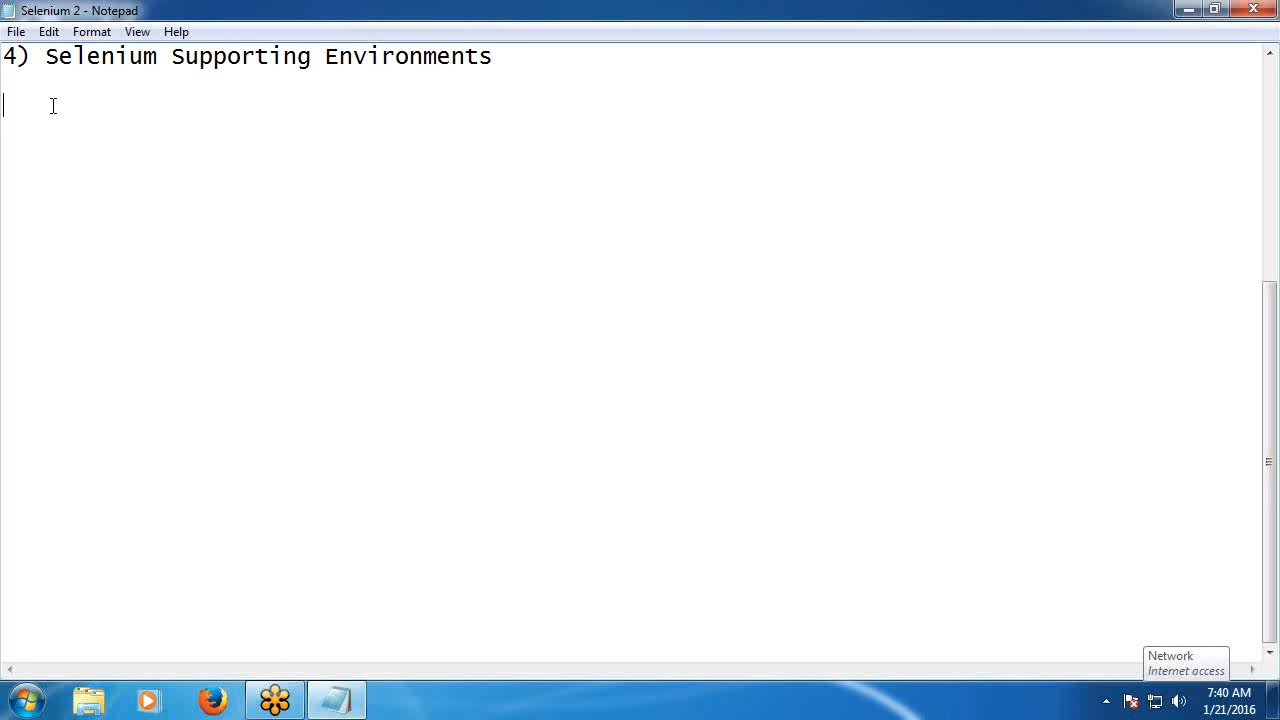 Selenium 2 - Notepad
File Edit Format View Help
4) Selenium Supporting Environments
Network
Internet access
7:40 AM
1/21/2016